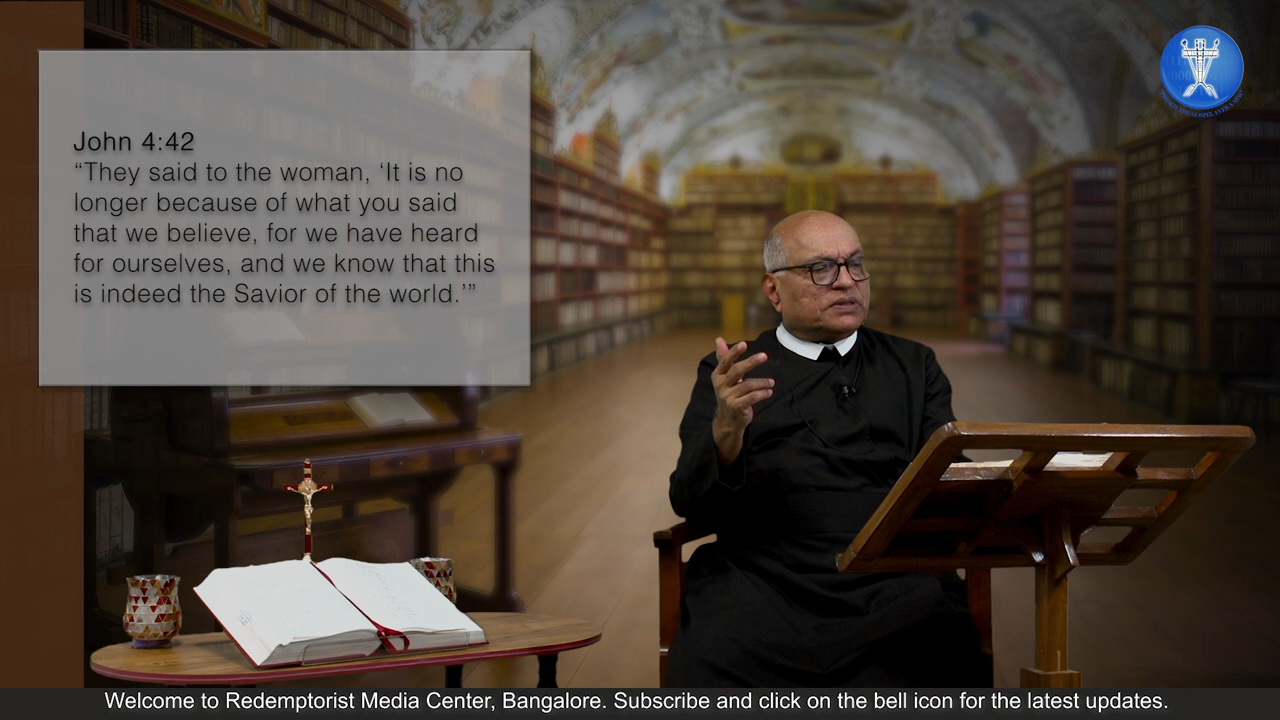 John 4:42
“They said to the woman, ‘It is no
longer because of what you said
that we believe, for we have heard
for ourselves, and we know that this
is indeed the Savior of the world.’”
Welcome to Redemptorist Media Center, Bangalore. Subscribe and click on the bell icon for the latest updates.